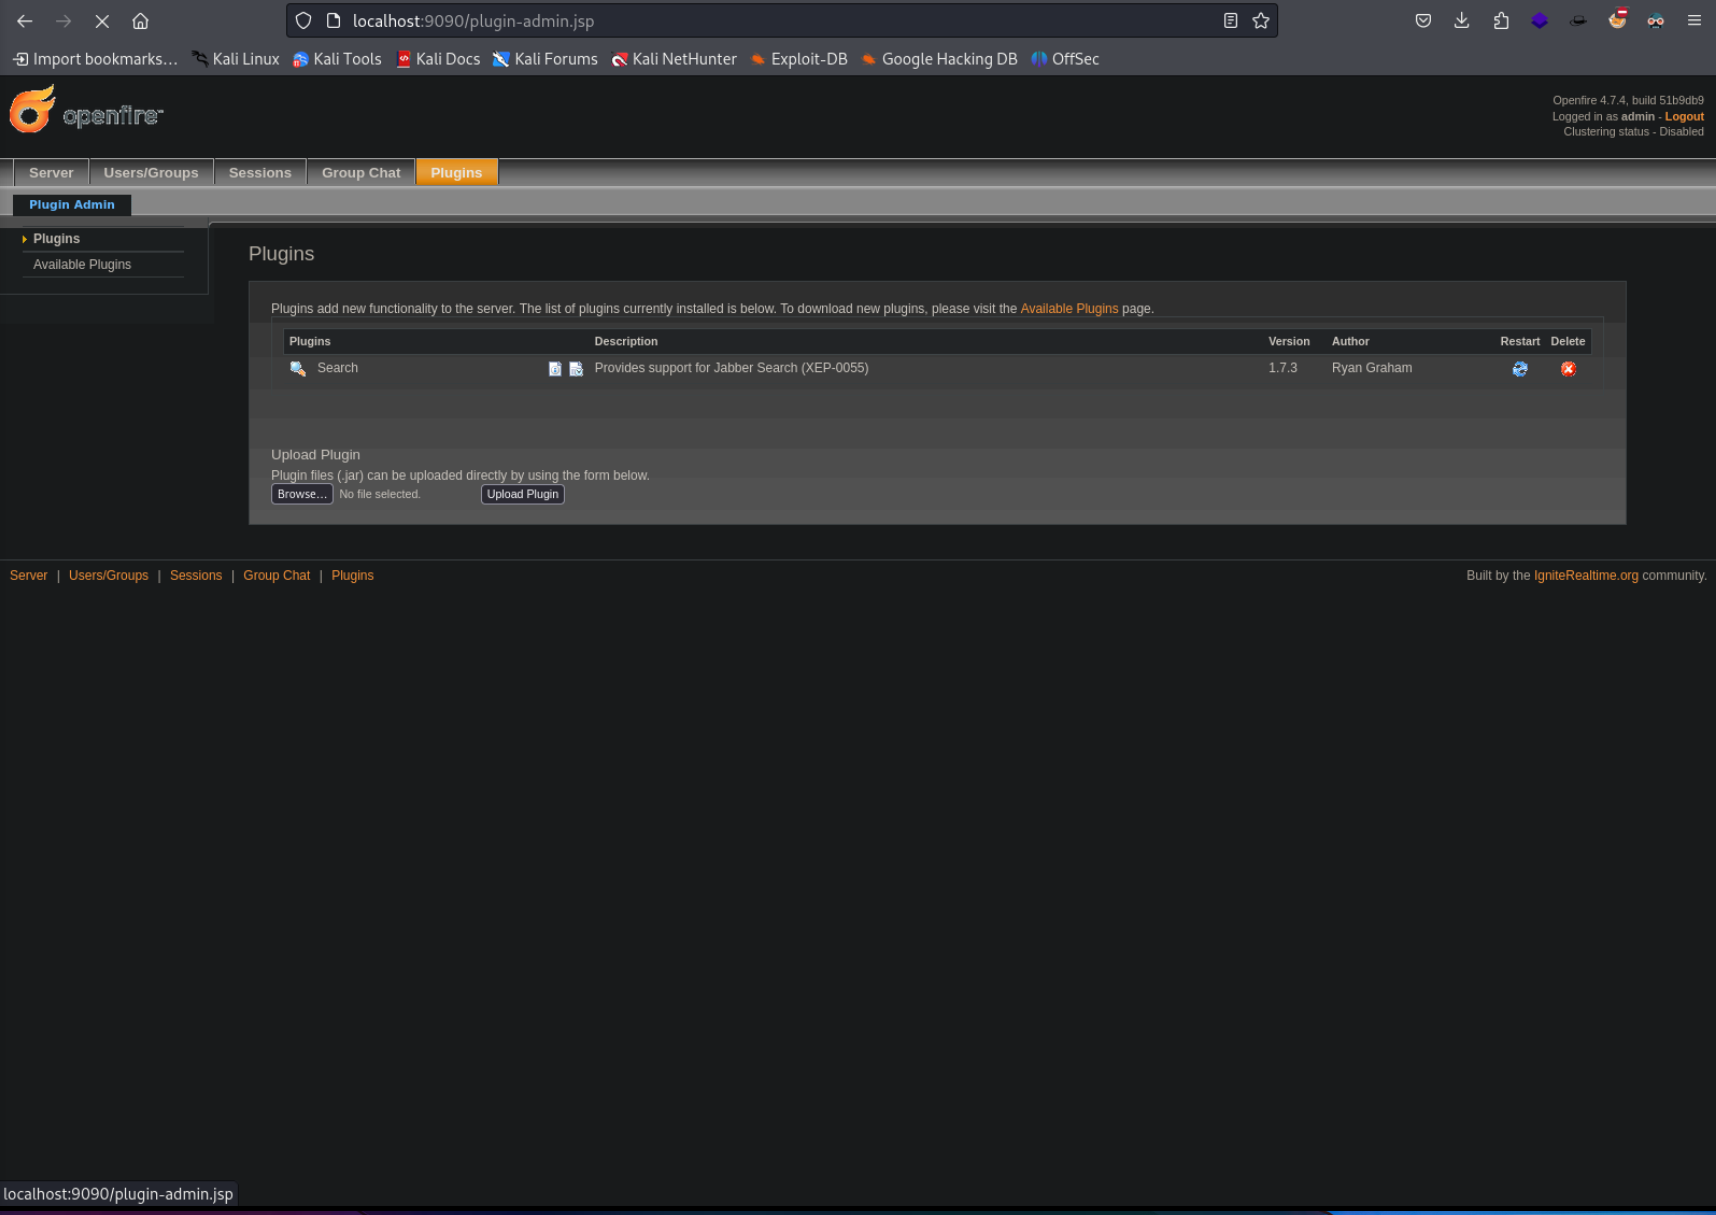 localhost:9090/plugin-admin.jsp
Import bookmarks... Kali Linux Kali Tools Kali Docs Kali Forums Kali NetHunter Exploit-DB Google Hacking DB OffSec
openfire™
Openfire 4.7.4, build 51b9db9
Logged in as admin - Logout
Clustering status - Disabled
Server Users/Groups Sessions Group Chat Plugins
Plugin Admin
Plugins
Available Plugins
Plugins
Plugins add new functionality to the server. The list of plugins currently installed is below. To download new plugins, please visit the Available Plugins page.
Plugins Description Version Author Restart Delete
Search Provides support for Jabber Search (XEP-0055) 1.7.3 Ryan Graham
Upload Plugin
Plugin files (.jar) can be uploaded directly by using the form below.
Browse... No file selected. Upload Plugin
Server | Users/Groups | Sessions | Group Chat | Plugins
Built by the IgniteRealtime.org community.
localhost:9090/plugin-admin.jsp